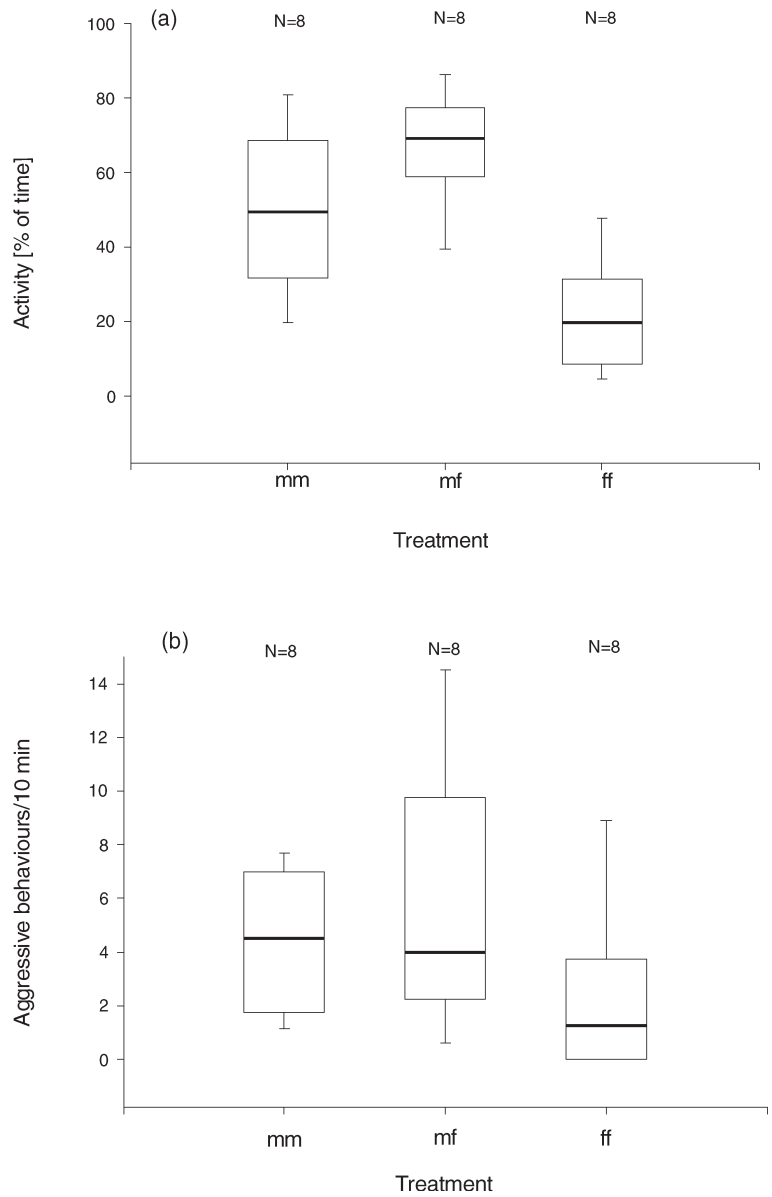 (a)
N=8 N=8 N=8
100
80
60
40
20
0
Activity [% of time]
mm mf ff
Treatment
(b)
N=8 N=8 N=8
14
12
10
8
6
4
2
0
Aggressive behaviours/10 min
mm mf ff
Treatment